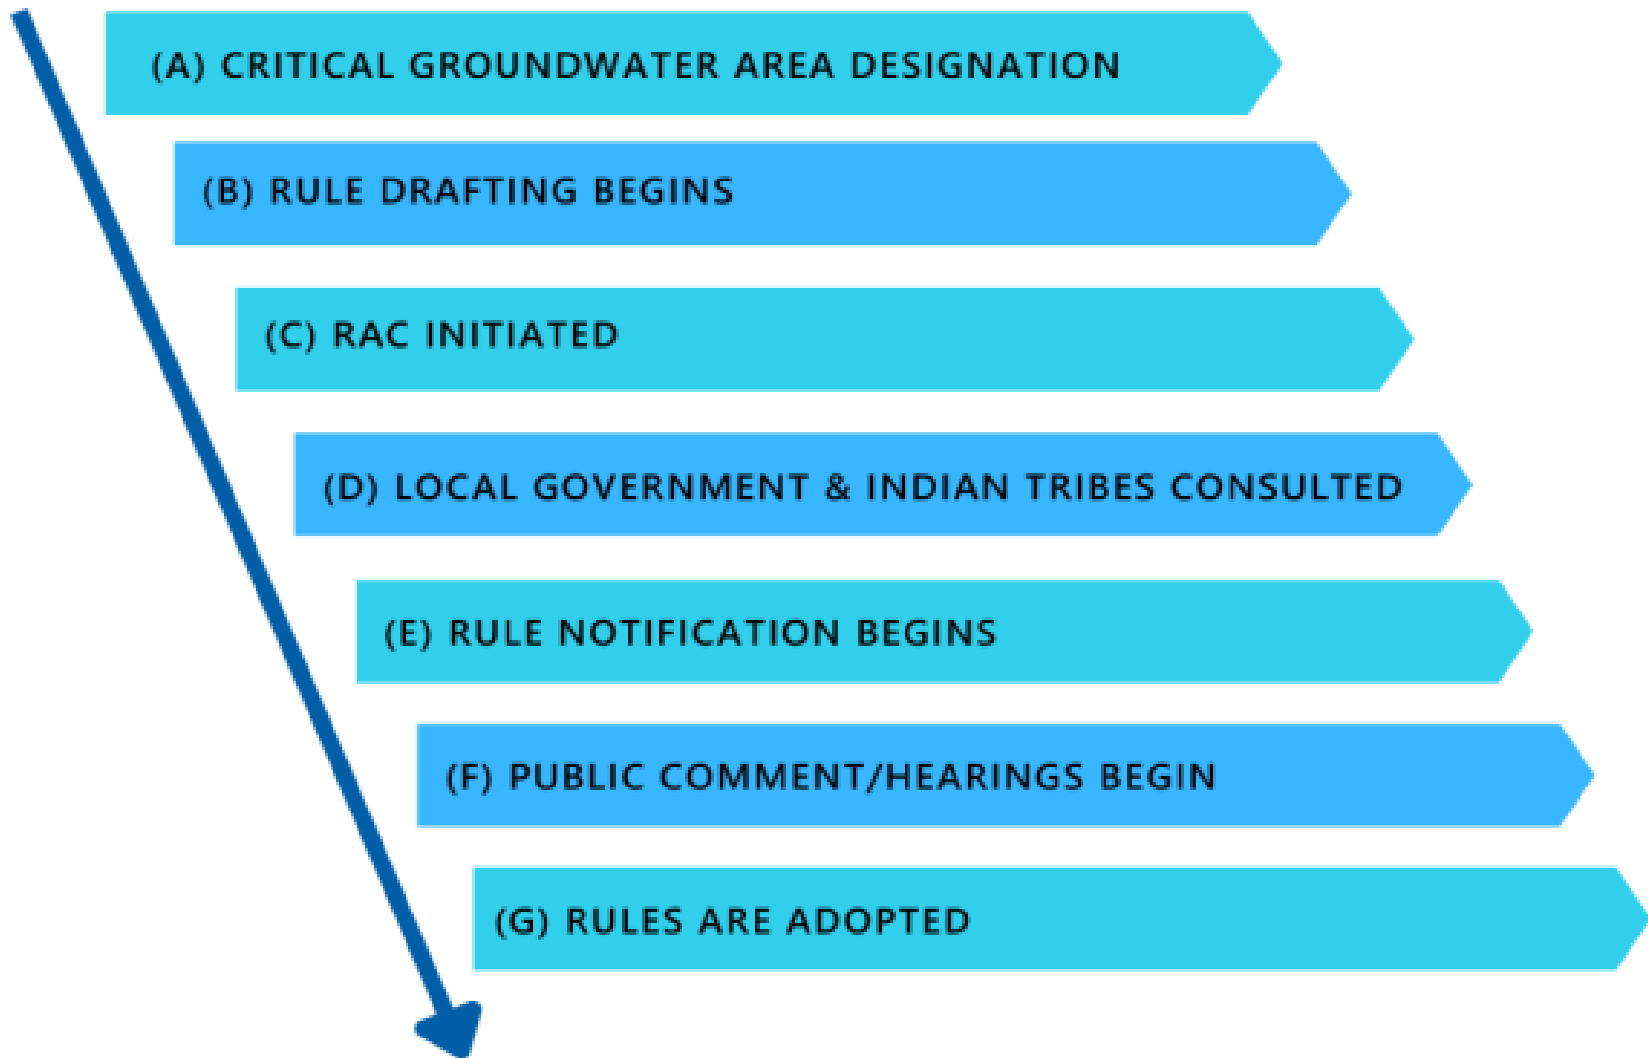 (A) CRITICAL GROUNDWATER AREA DESIGNATION
(B) RULE DRAFTING BEGINS
(C) RAC INITIATED
(D) LOCAL GOVERNMENT & INDIAN TRIBES CONSULTED
(E) RULE NOTIFICATION BEGINS
(F) PUBLIC COMMENT/HEARINGS BEGIN
(G) RULES ARE ADOPTED